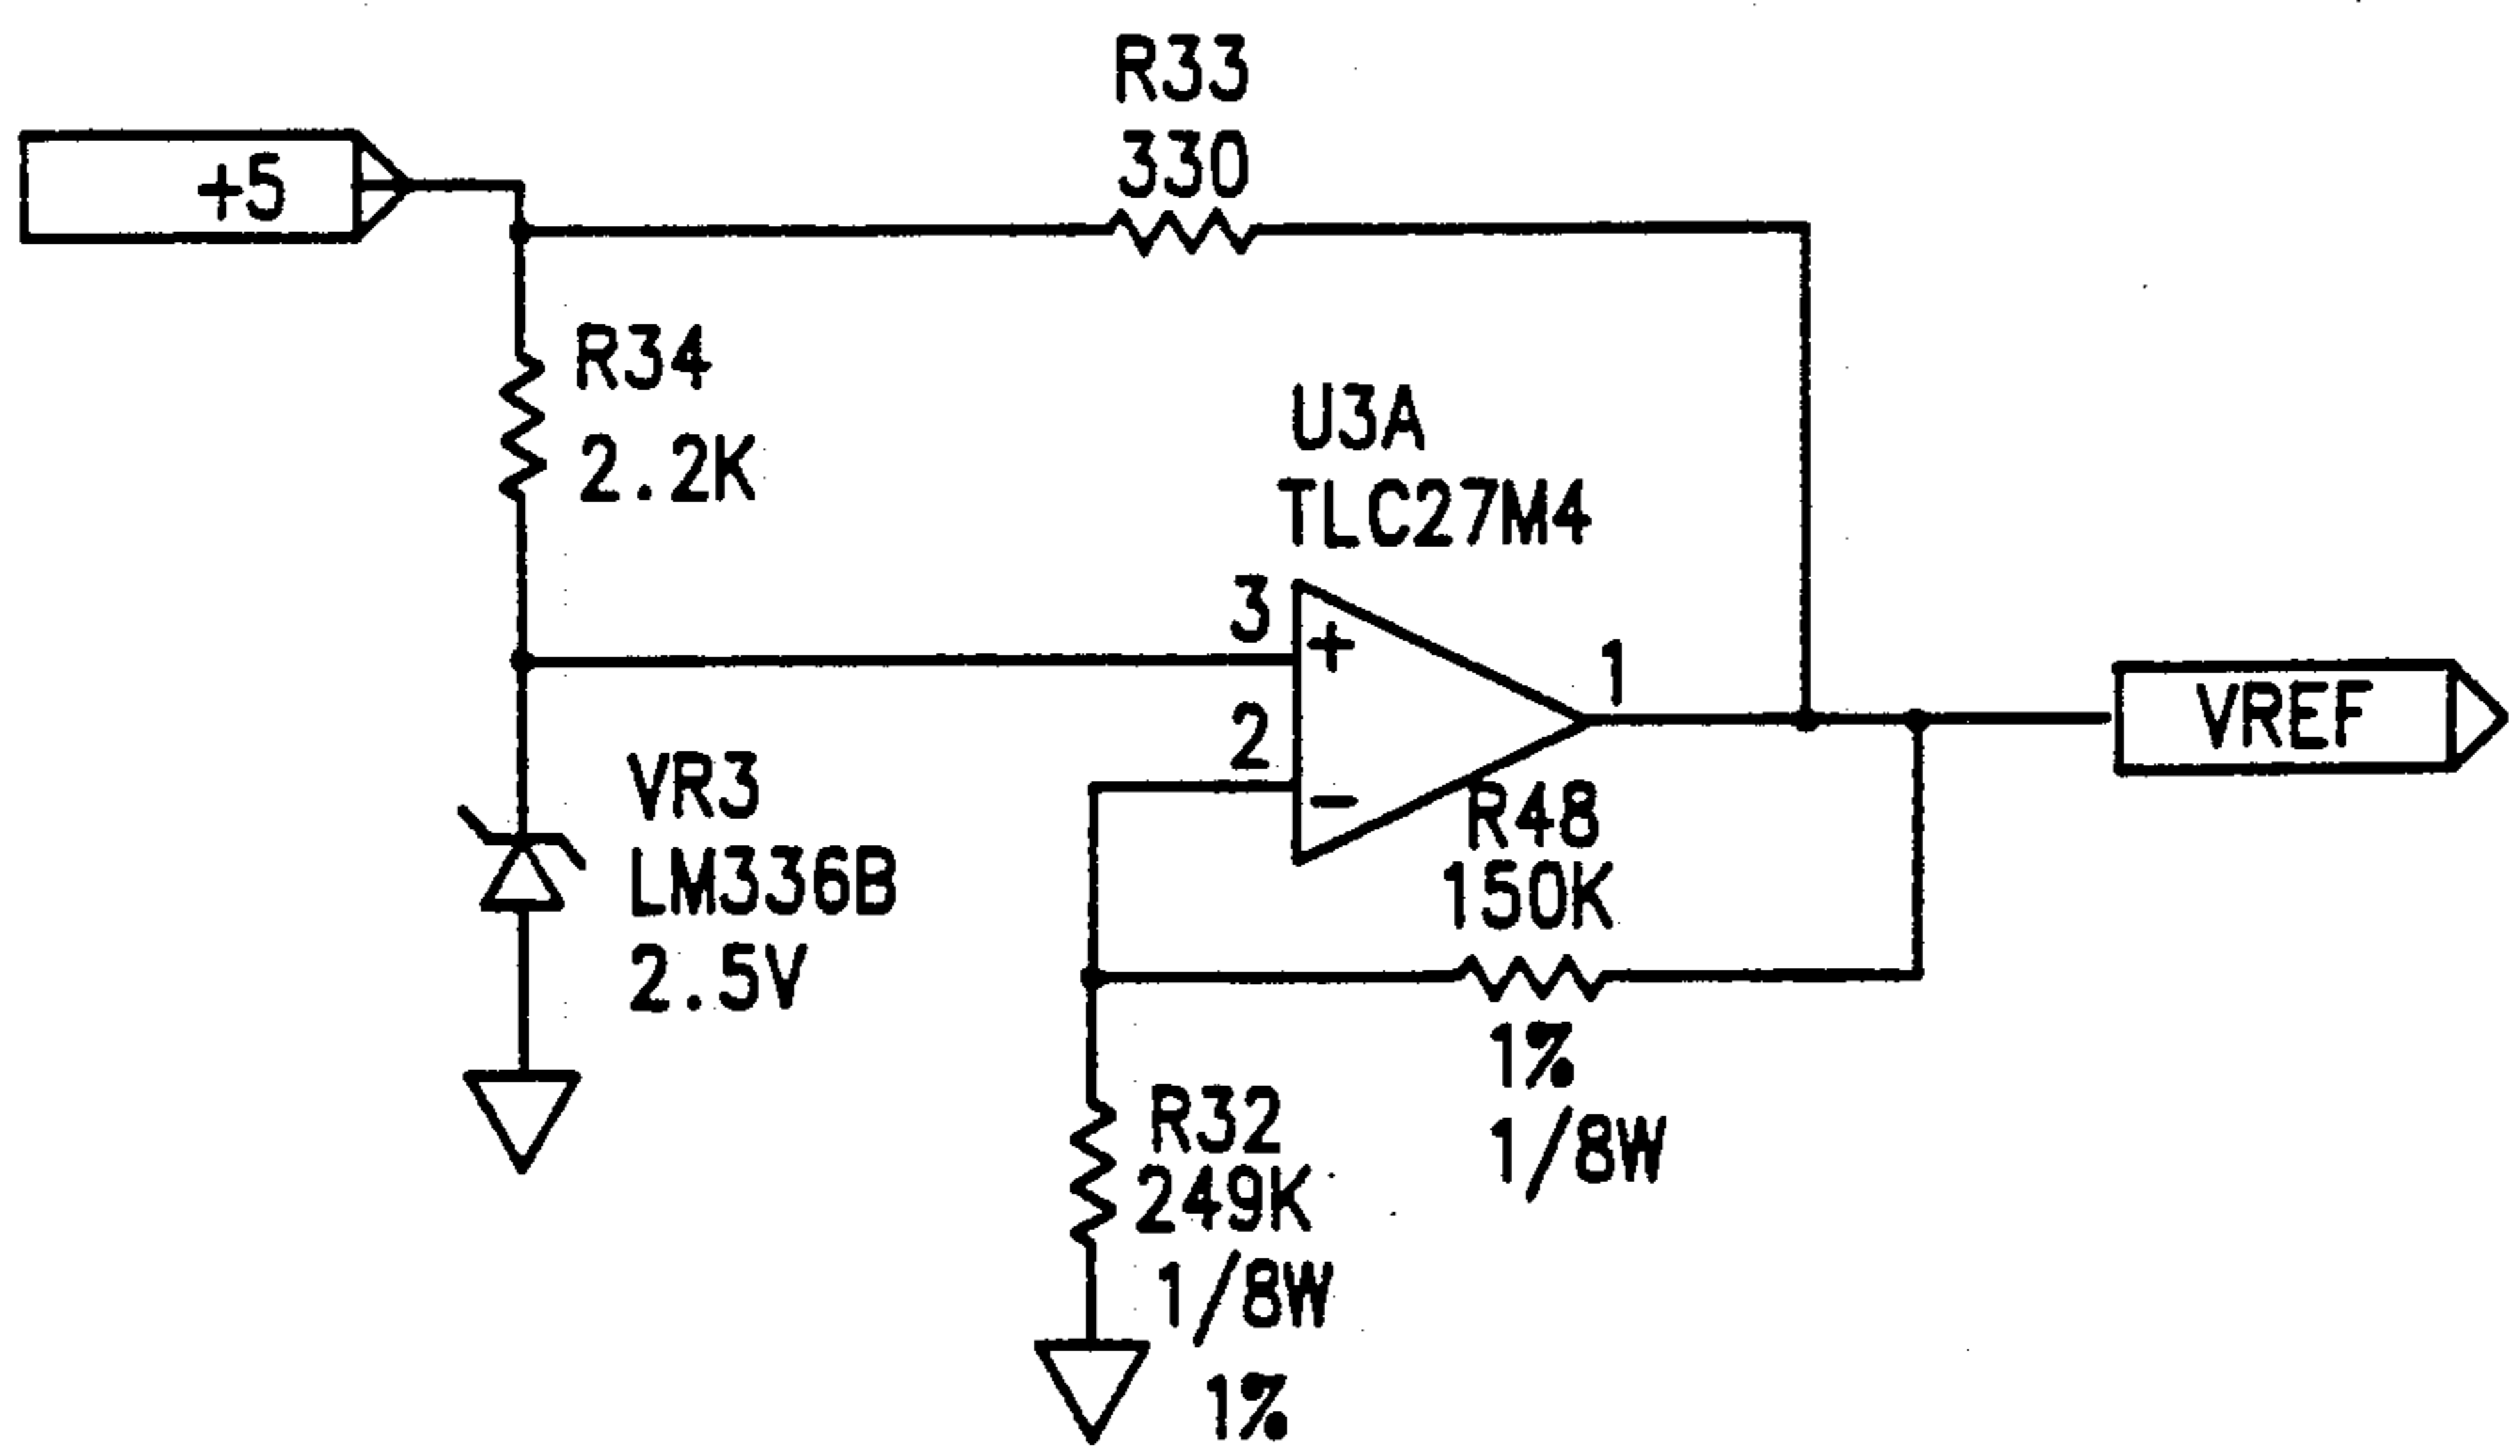 R33
330
+5
R34
2.2K
U3A
TLC27M4
3
+
1
2
-
VREF
VR3
LM336B
2.5V
R48
150K
1%
1/8W
R32
249K
1/8W
1%